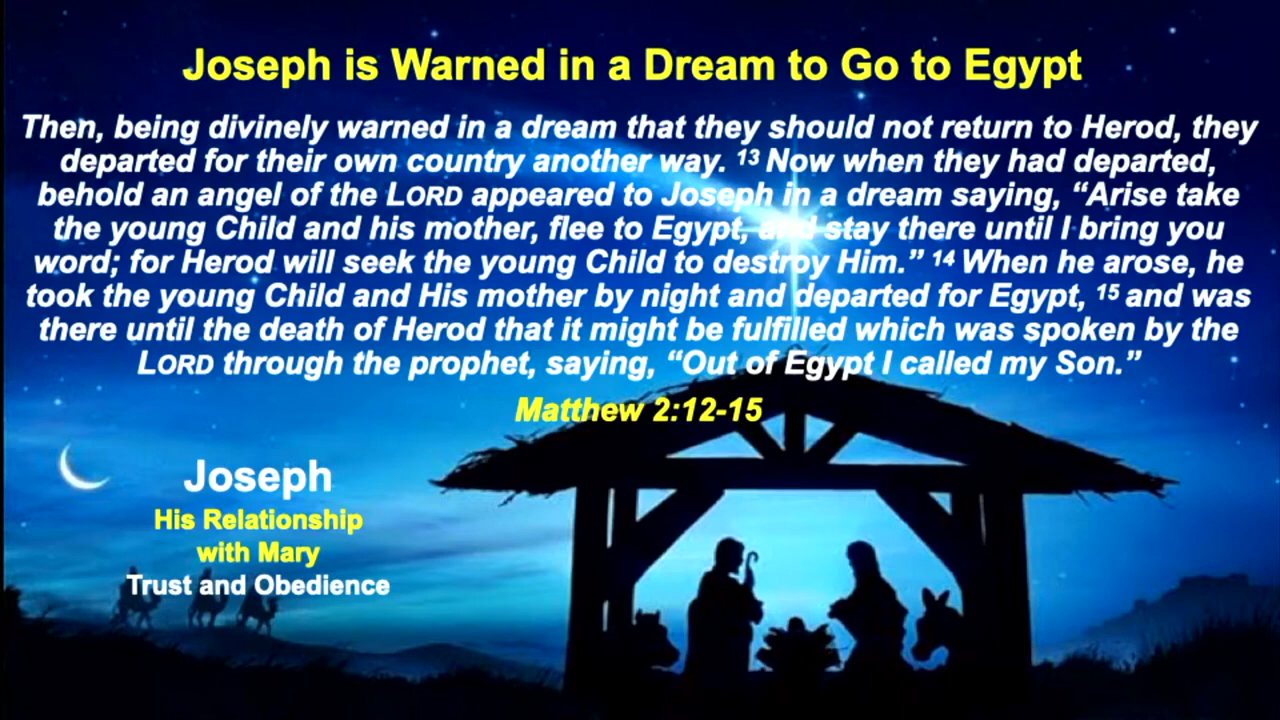 Joseph is Warned in a Dream to Go to Egypt
Then, being divinely warned in a dream that they should not return to Herod, they
departed for their own country another way. 13 Now when they had departed,
behold an angel of the LORD appeared to Joseph in a dream saying, “Arise take
the young Child and his mother, flee to Egypt, and stay there until I bring you
word; for Herod will seek the young Child to destroy Him.” 14 When he arose, he
took the young Child and His mother by night and departed for Egypt, 15 and was
there until the death of Herod that it might be fulfilled which was spoken by the
LORD through the prophet, saying, “Out of Egypt I called my Son.”
Matthew 2:12-15
Joseph
His Relationship
with Mary
Trust and Obedience